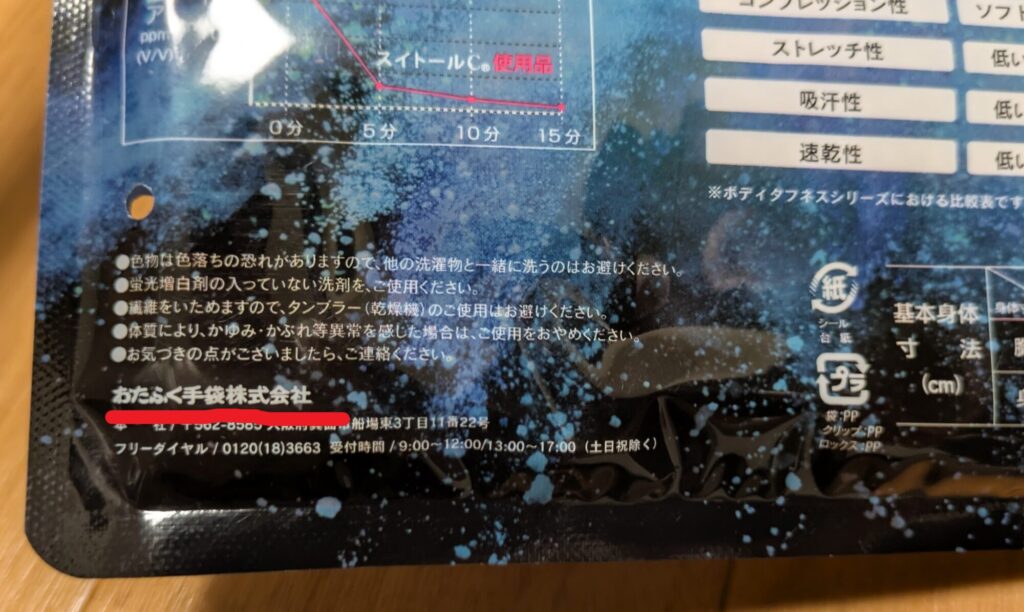 ア
ppm
(V/V)
スイトールC® 使用品
0分 5分 10分 15分
コンプレッション性 ソフト
ストレッチ性 低い
吸汗性 低い
速乾性 低い
※ボディタフネスシリーズにおける比較表です
●色物は色落ちの恐れがありますので、他の洗濯物と一緒に洗うのはお避けください。
●蛍光増白剤の入っていない洗剤を、ご使用ください。
●繊維をいためますので、タンブラー(乾燥機)のご使用はお避けください。
●体質により、かゆみ・かぶれ等異常を感じた場合は、ご使用をおやめください。
●お気づきの点がございましたら、ご連絡ください。
おたふく手袋株式会社
本 社 / 〒562-8585 大阪府箕面市船場東3丁目11番22号
フリーダイヤル / 0120(18)3663 受付時間 / 9:00~12:00/13:00~17:00 (土日祝除く)
紙
シール
台 紙
プラ
袋:PP
クリップ:PP
ロックス:PP
基本身体
寸 法
(cm)